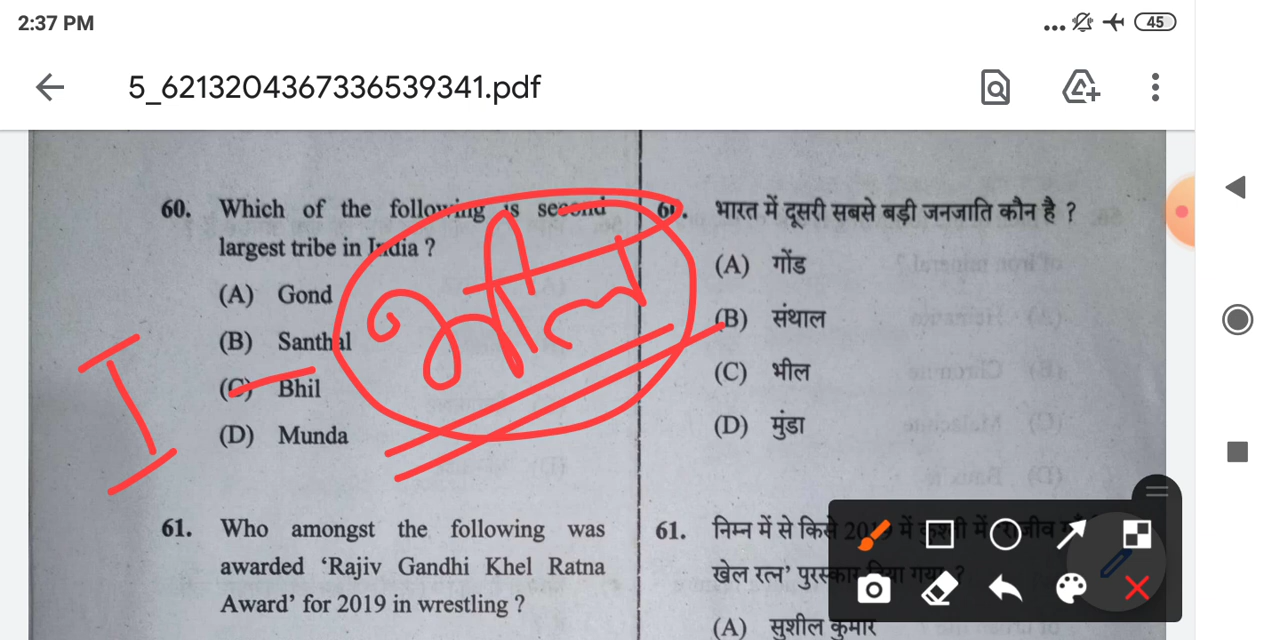 2:37 PM
45
5_6213204367336539341.pdf
60. Which of the following is second
largest tribe in India ?
(A) Gond
(B) Santhal
(C) Bhil
(D) Munda
I
61. Who amongst the following was
awarded ‘Rajiv Gandhi Khel Ratna
Award’ for 2019 in wrestling ?
60. भारत में दूसरी सबसे बड़ी जनजाति कौन है ?
(A) गोंड
(B) संथाल
(C) भील
(D) मुंडा
61. निम्न में से किसे 2019 में कुश्ती में
खेल रत्न’ पुरस्कार दिया गया ?
(A) सुशील कुमार